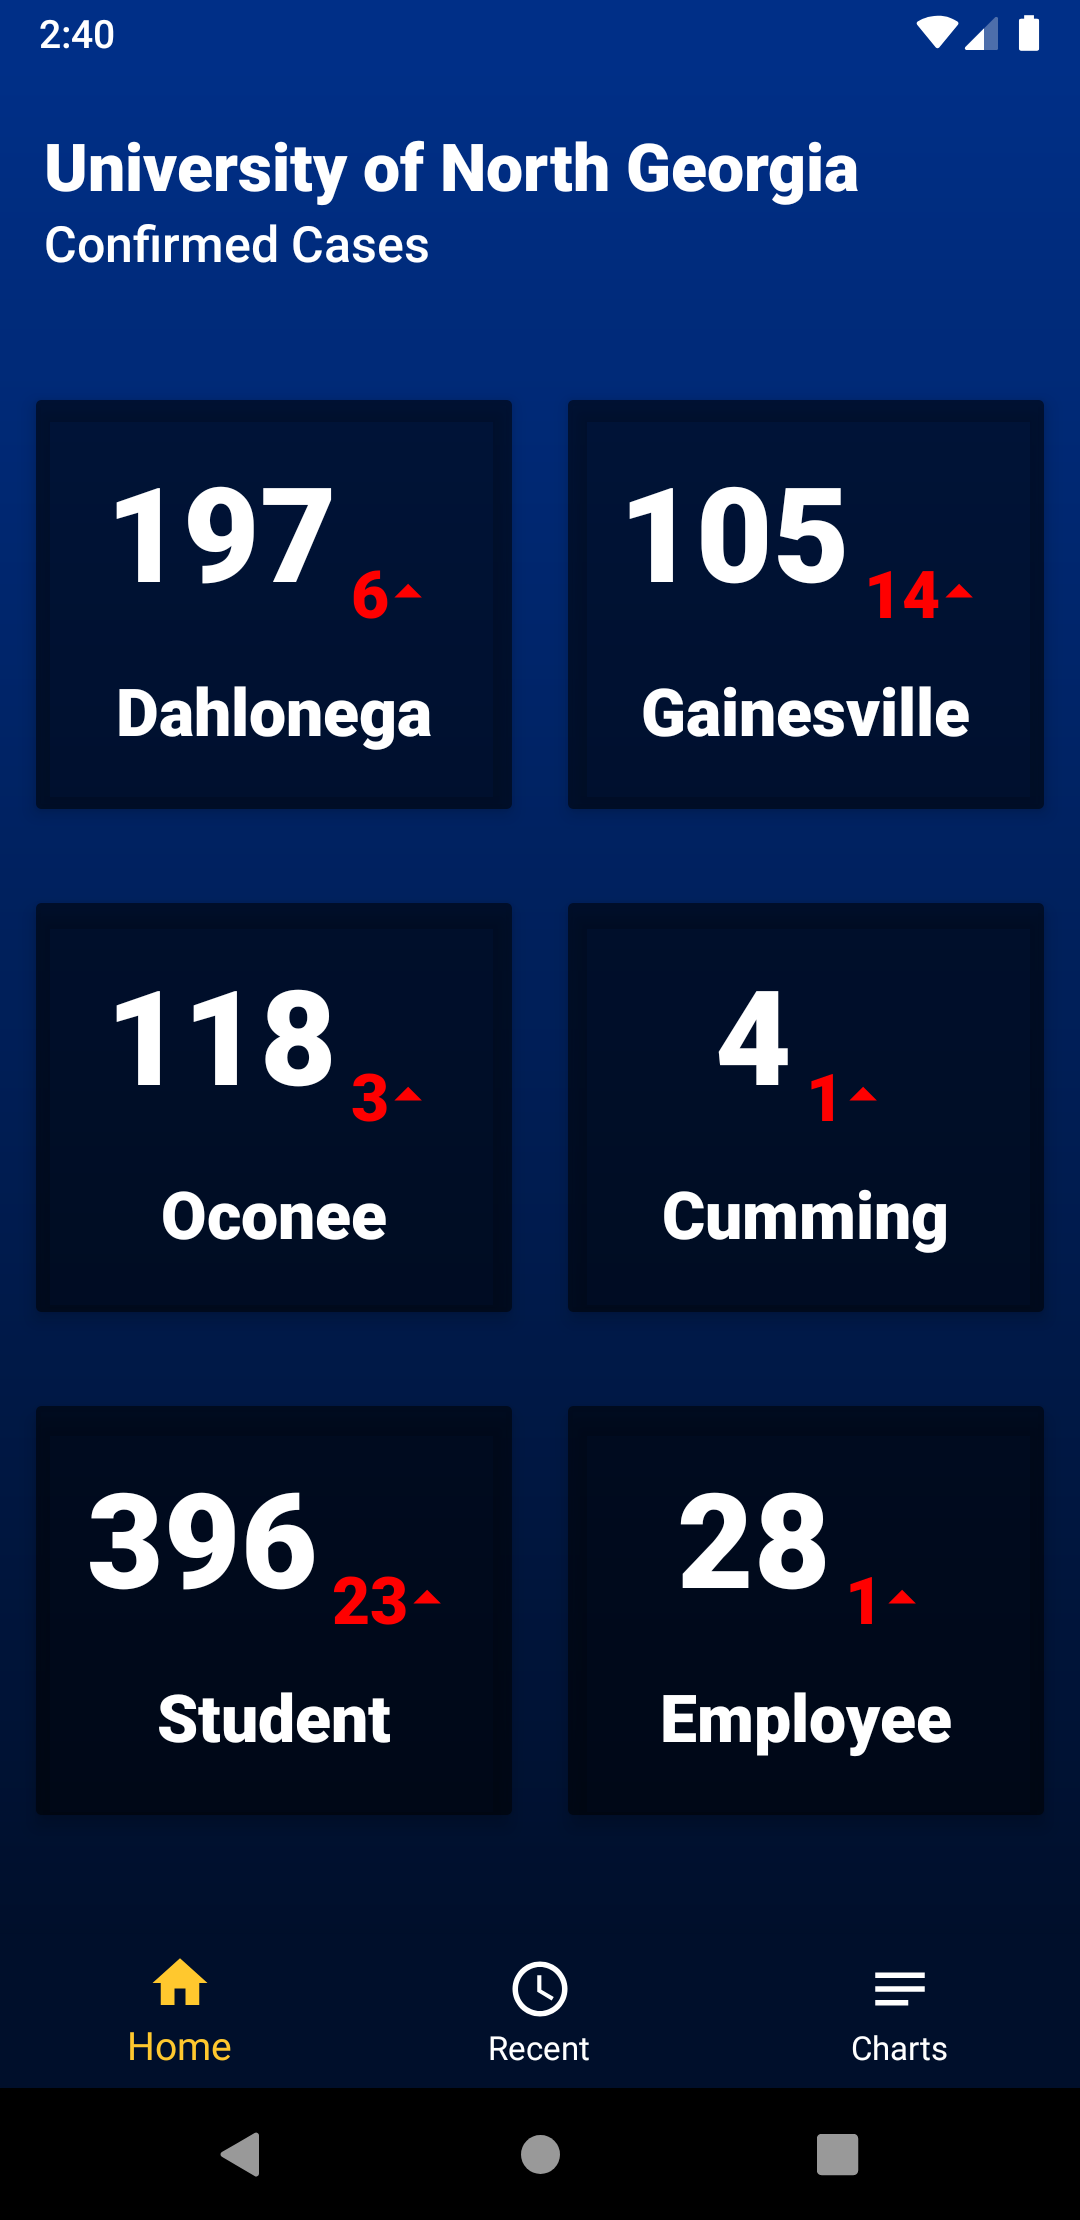 2:40
University of North Georgia
Confirmed Cases
197 6
Dahlonega
105 14
Gainesville
118 3
Oconee
4 1
Cumming
396 23
Student
28 1
Employee
Home
Recent
Charts